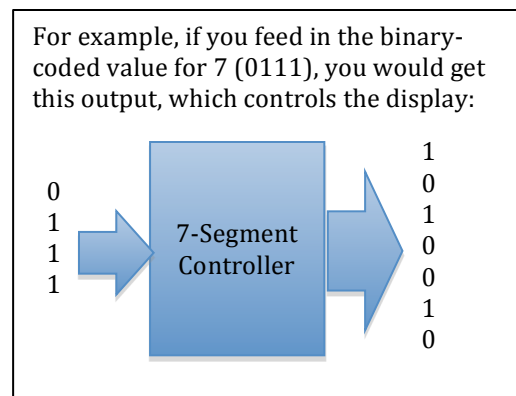 For example, if you feed in the binary-
coded value for 7 (0111), you would get
this output, which controls the display:
0
1
1
1
7-Segment
Controller
1
0
1
0
0
1
0